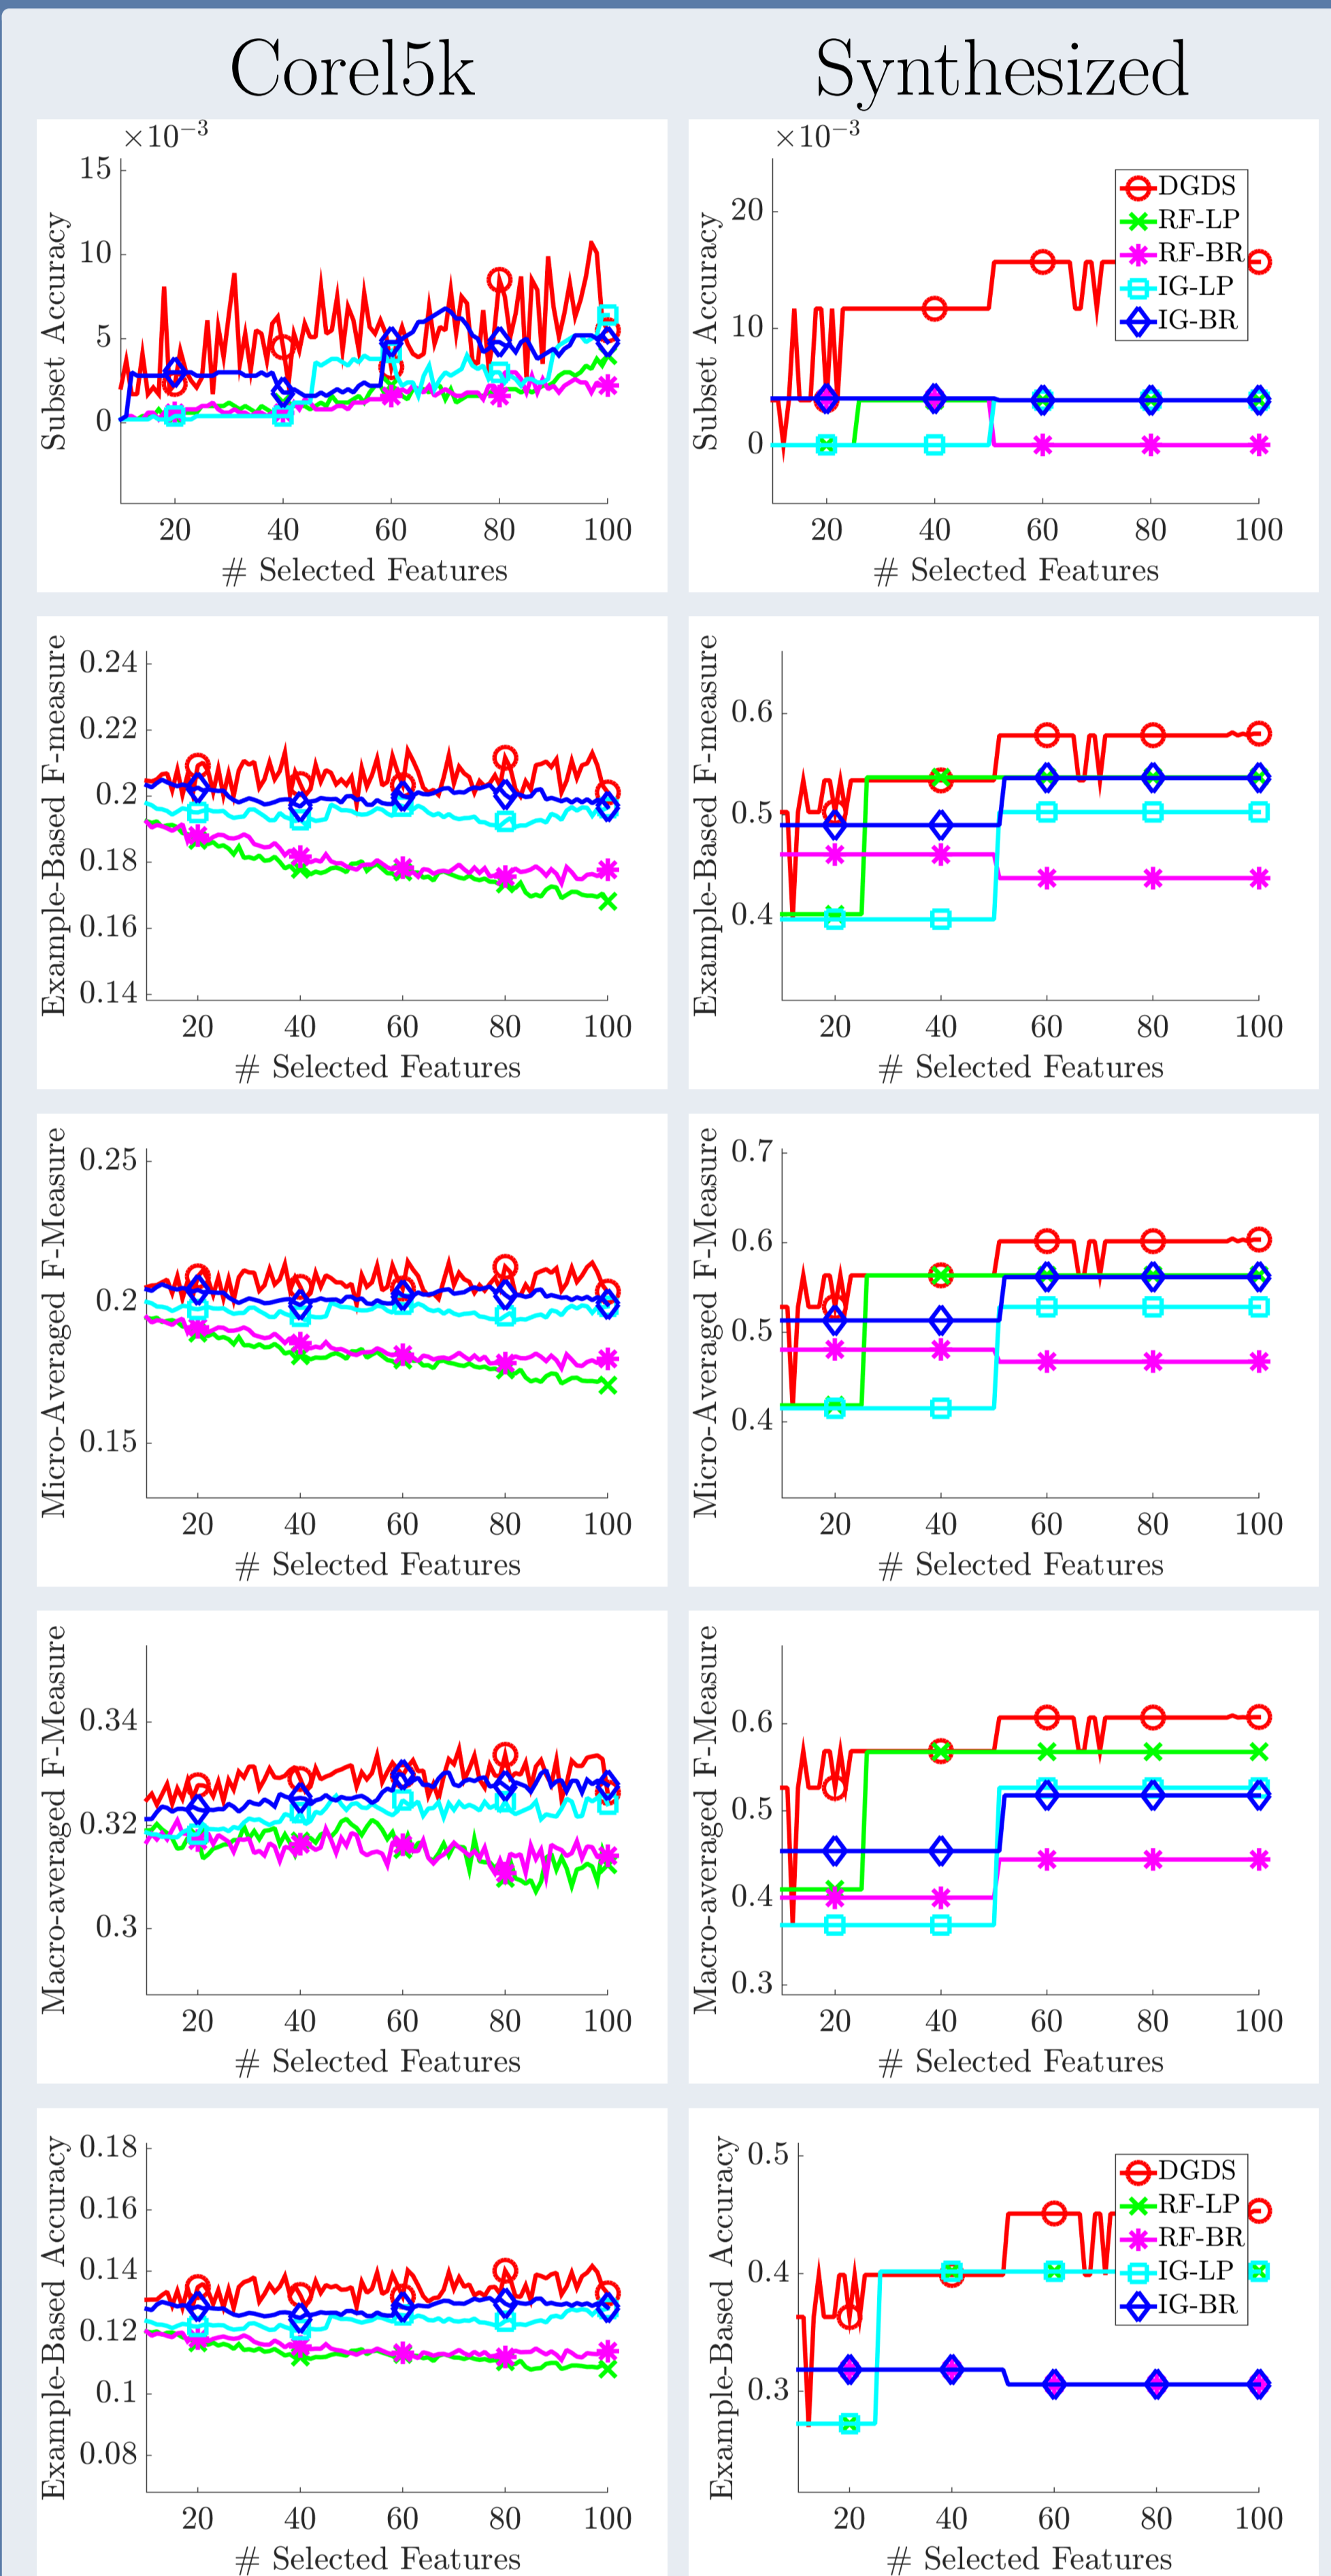 Corel5k
Synthesized
×10⁻³
15
10
5
0
Subset Accuracy
20 40 60 80 100
# Selected Features
×10⁻³
20
10
0
Subset Accuracy
DGDS
RF-LP
RF-BR
IG-LP
IG-BR
20 40 60 80 100
# Selected Features
0.24
0.22
0.2
0.18
0.16
0.14
Example-Based F-measure
20 40 60 80 100
# Selected Features
0.6
0.5
0.4
Example-Based F-measure
20 40 60 80 100
# Selected Features
0.25
0.2
0.15
Micro-Averaged F-Measure
20 40 60 80 100
# Selected Features
0.7
0.6
0.5
0.4
Micro-Averaged F-Measure
20 40 60 80 100
# Selected Features
0.34
0.32
0.3
Macro-averaged F-Measure
20 40 60 80 100
# Selected Features
0.6
0.5
0.4
0.3
Macro-averaged F-Measure
20 40 60 80 100
# Selected Features
0.18
0.16
0.14
0.12
0.1
0.08
Example-Based Accuracy
20 40 60 80 100
# Selected Features
0.5
0.4
0.3
Example-Based Accuracy
DGDS
RF-LP
RF-BR
IG-LP
IG-BR
20 40 60 80 100
# Selected Features